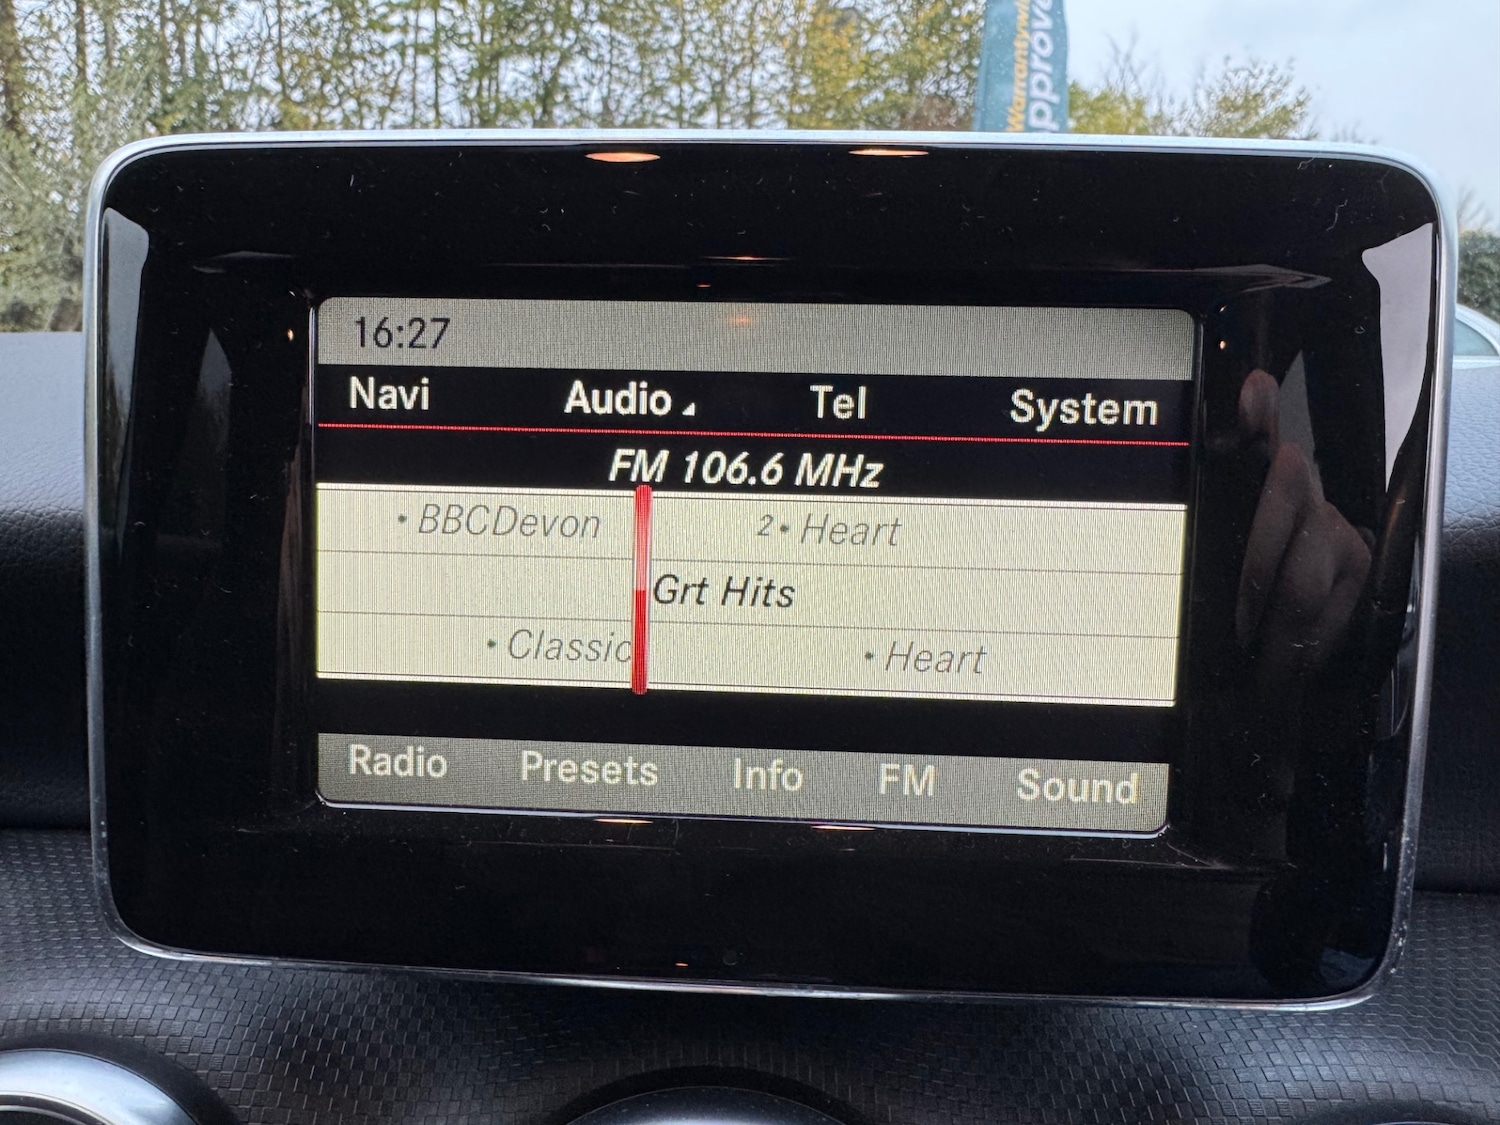 Warrantywise
16:27
Navi Audio Tel System
FM 106.6 MHz
• BBCDevon 2• Heart
Grt Hits
• Classic • Heart
Radio Presets Info FM Sound